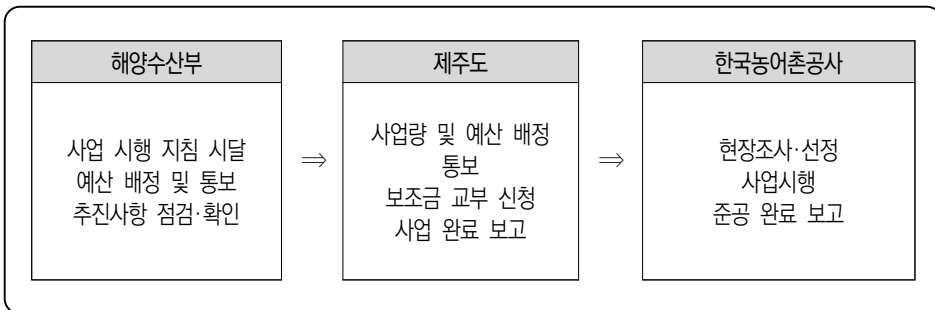 해양수산부
사업 시행 지침 시달
예산 배정 및 통보
추진사항 점검·확인
⇒
제주도
사업량 및 예산 배정
통보
보조금 교부 신청
사업 완료 보고
⇒
한국농어촌공사
현장조사·선정
사업시행
준공 완료 보고